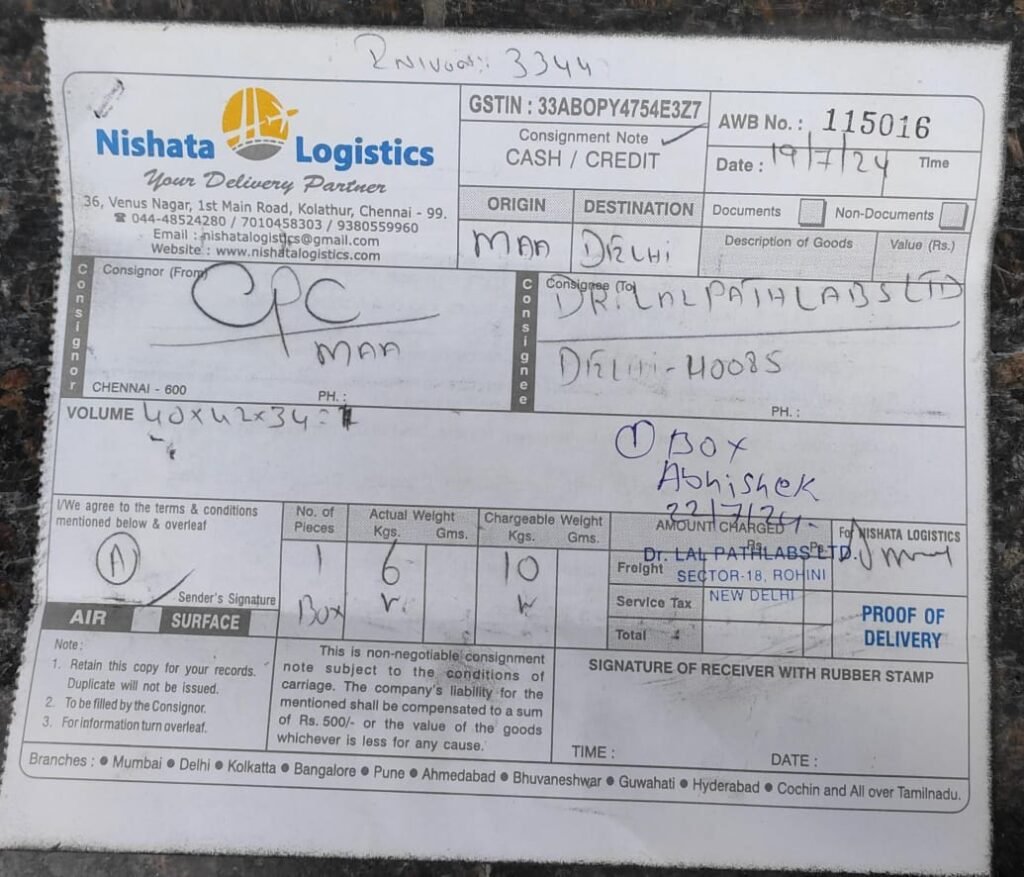 3344
Nishata Logistics
Your Delivery Partner
36, Venus Nagar, 1st Main Road, Kolathur, Chennai - 99.
☎ 044-48524280 / 7010458303 / 9380559960
Email : nishatalogistics@gmail.com
Website : www.nishatalogistics.com
GSTIN : 33ABOPY4754E3Z7
Consignment Note
CASH / CREDIT
AWB No. : 115016
Date : 19/7/24 Time
ORIGIN DESTINATION
MAA DELHI
Documents Non-Documents
Description of Goods Value (Rs.)
Consignor
Consignor (From)
CPC
MAA
CHENNAI - 600 PH. :
Consignee
Consignee (To)
DR. LAL PATHLABS LTD
DELHI-110085
PH. :
VOLUME 40x42x34=1
① BOX
Abhishek
22/7/24
I/We agree to the terms & conditions
mentioned below & overleaf
A
Sender's Signature
AIR SURFACE
No. of Pieces
1
Box
Actual Weight
Kgs. Gms.
6
Chargeable Weight
Kgs. Gms.
10
AMOUNT CHARGED
Rs. Ps.
Freight
Service Tax
Total
Dr. LAL PATHLABS LTD.
SECTOR-18, ROHINI
NEW DELHI
For NISHATA LOGISTICS
PROOF OF
DELIVERY
Note :
1. Retain this copy for your records.
Duplicate will not be issued.
2. To be filled by the Consignor.
3. For information turn overleaf.
This is non-negotiable consignment
note subject to the conditions of
carriage. The company's liability for the
mentioned shall be compensated to a sum
of Rs. 500/- or the value of the goods
whichever is less for any cause.
SIGNATURE OF RECEIVER WITH RUBBER STAMP
TIME : DATE :
Branches : ● Mumbai ● Delhi ● Kolkatta ● Bangalore ● Pune ● Ahmedabad ● Bhuvaneshwar ● Guwahati ● Hyderabad ● Cochin and All over Tamilnadu.